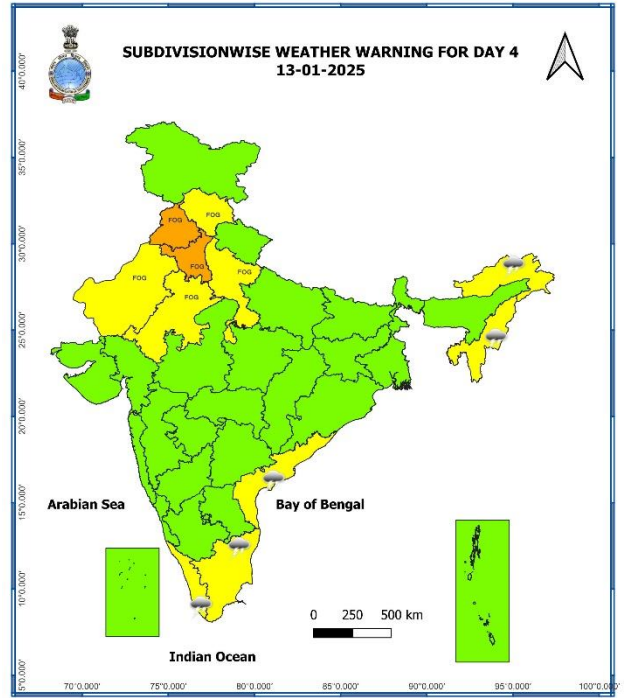 SUBDIVISIONWISE WEATHER WARNING FOR DAY 4
13-01-2025
40°0.000'
35°0.000'
30°0.000'
25°0.000'
20°0.000'
15°0.000'
10°0.000'
5°0.000'
FOG
FOG
FOG
FOG
FOG
FOG
Arabian Sea
Bay of Bengal
0 250 500 km
Indian Ocean
70°0.000' 75°0.000' 80°0.000' 85°0.000' 90°0.000' 95°0.000' 100°0.000'